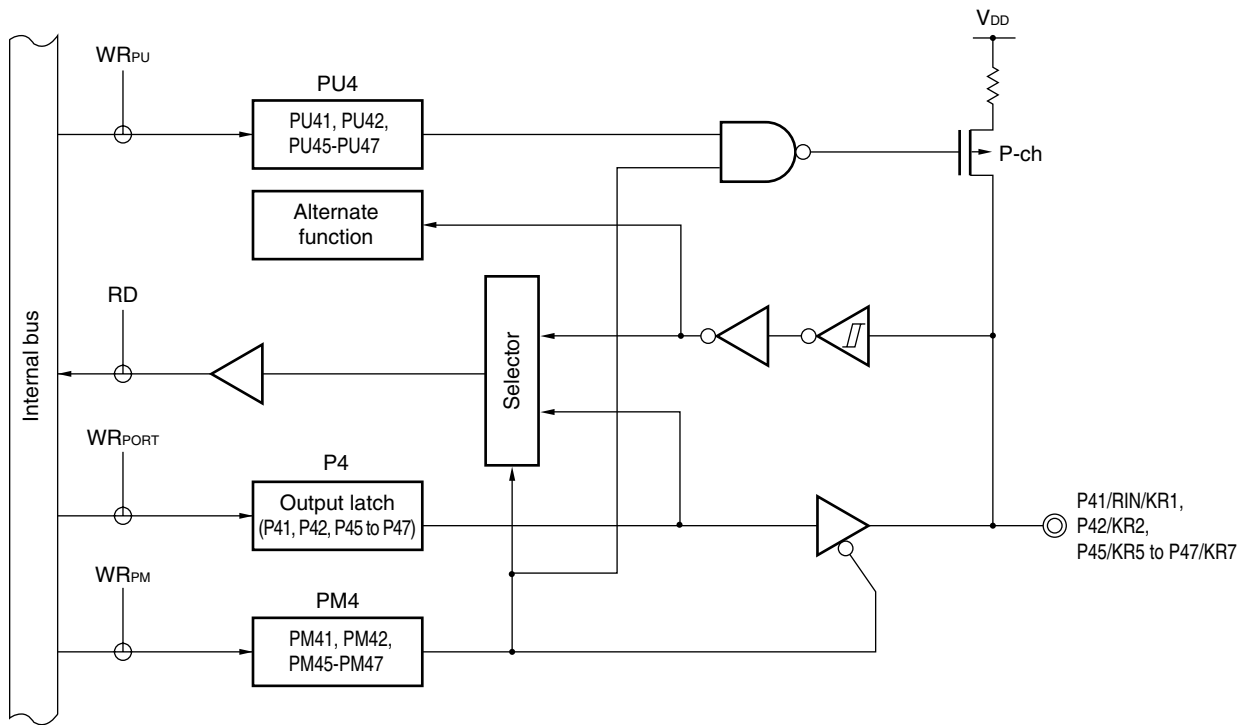 VDD
WRPU
PU4
PU41, PU42,
PU45-PU47
P-ch
Alternate
function
RD
Selector
Internal bus
WRPORT
P4
Output latch
(P41, P42, P45 to P47)
P41/RIN/KR1,
P42/KR2,
P45/KR5 to P47/KR7
WRPM
PM4
PM41, PM42,
PM45-PM47